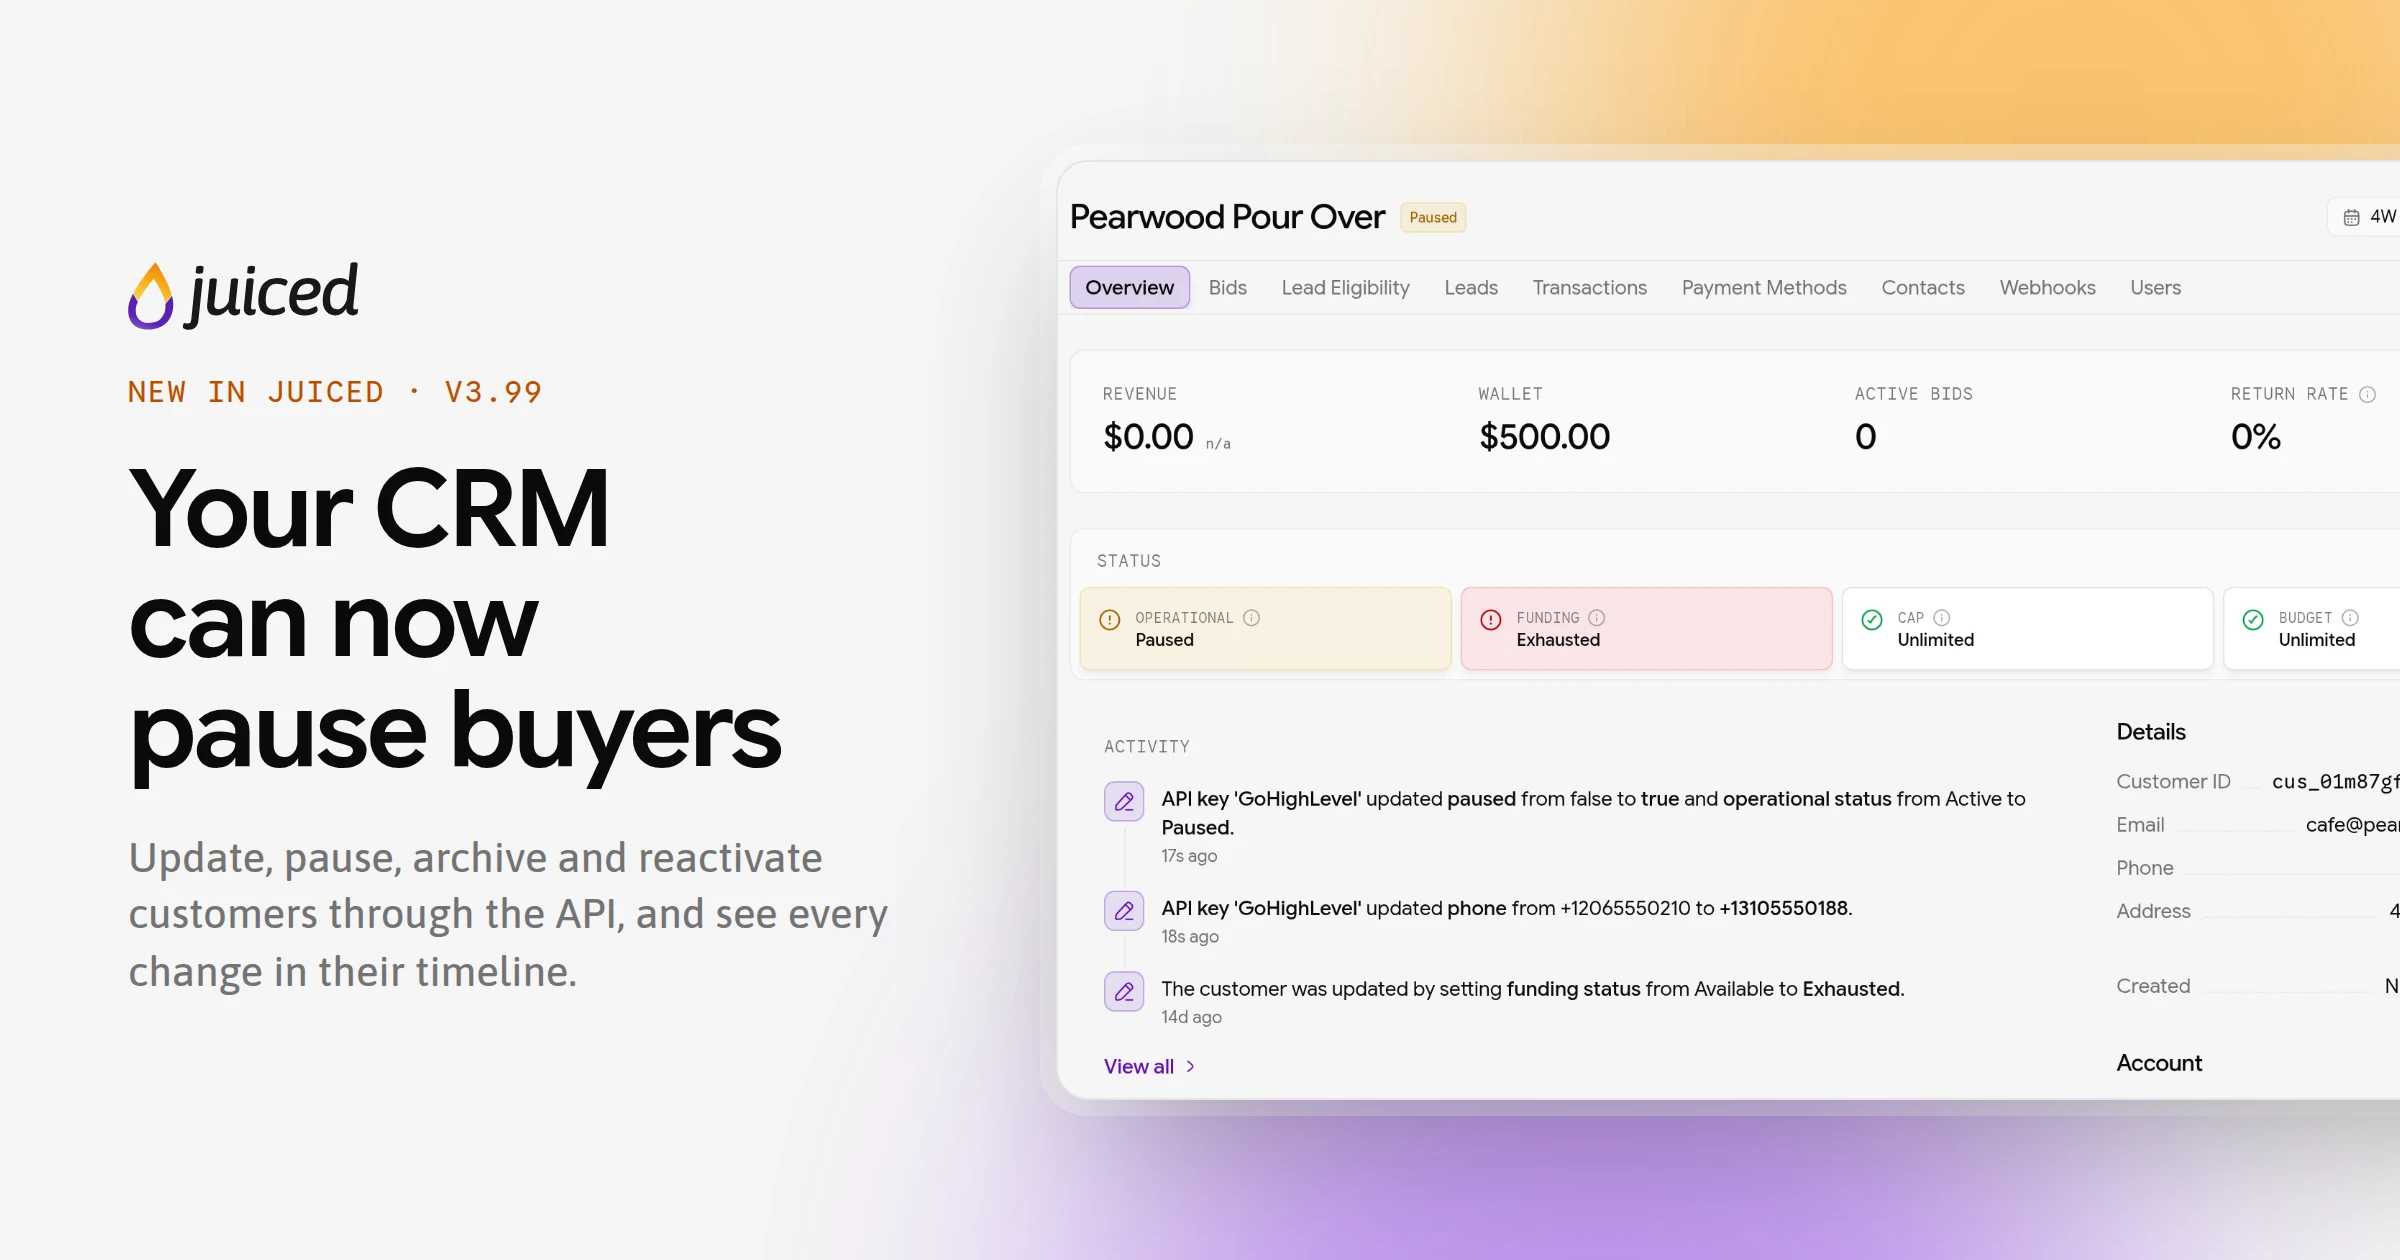 juiced
NEW IN JUICED · V3.99
Your CRM
can now
pause buyers
Update, pause, archive and reactivate
customers through the API, and see every
change in their timeline.
Pearwood Pour Over Paused
4W
Overview Bids Lead Eligibility Leads Transactions Payment Methods Contacts Webhooks Users
REVENUE WALLET ACTIVE BIDS RETURN RATE
$0.00 n/a $500.00 0 0%
STATUS
OPERATIONAL FUNDING CAP BUDGET
Paused Exhausted Unlimited Unlimited
ACTIVITY
API key 'GoHighLevel' updated paused from false to true and operational status from Active to
Paused.
17s ago
API key 'GoHighLevel' updated phone from +12065550210 to +13105550188.
18s ago
The customer was updated by setting funding status from Available to Exhausted.
14d ago
View all
Details
Customer ID cus_01m87gf
Email cafe@pear
Phone
Address 4
Created N
Account